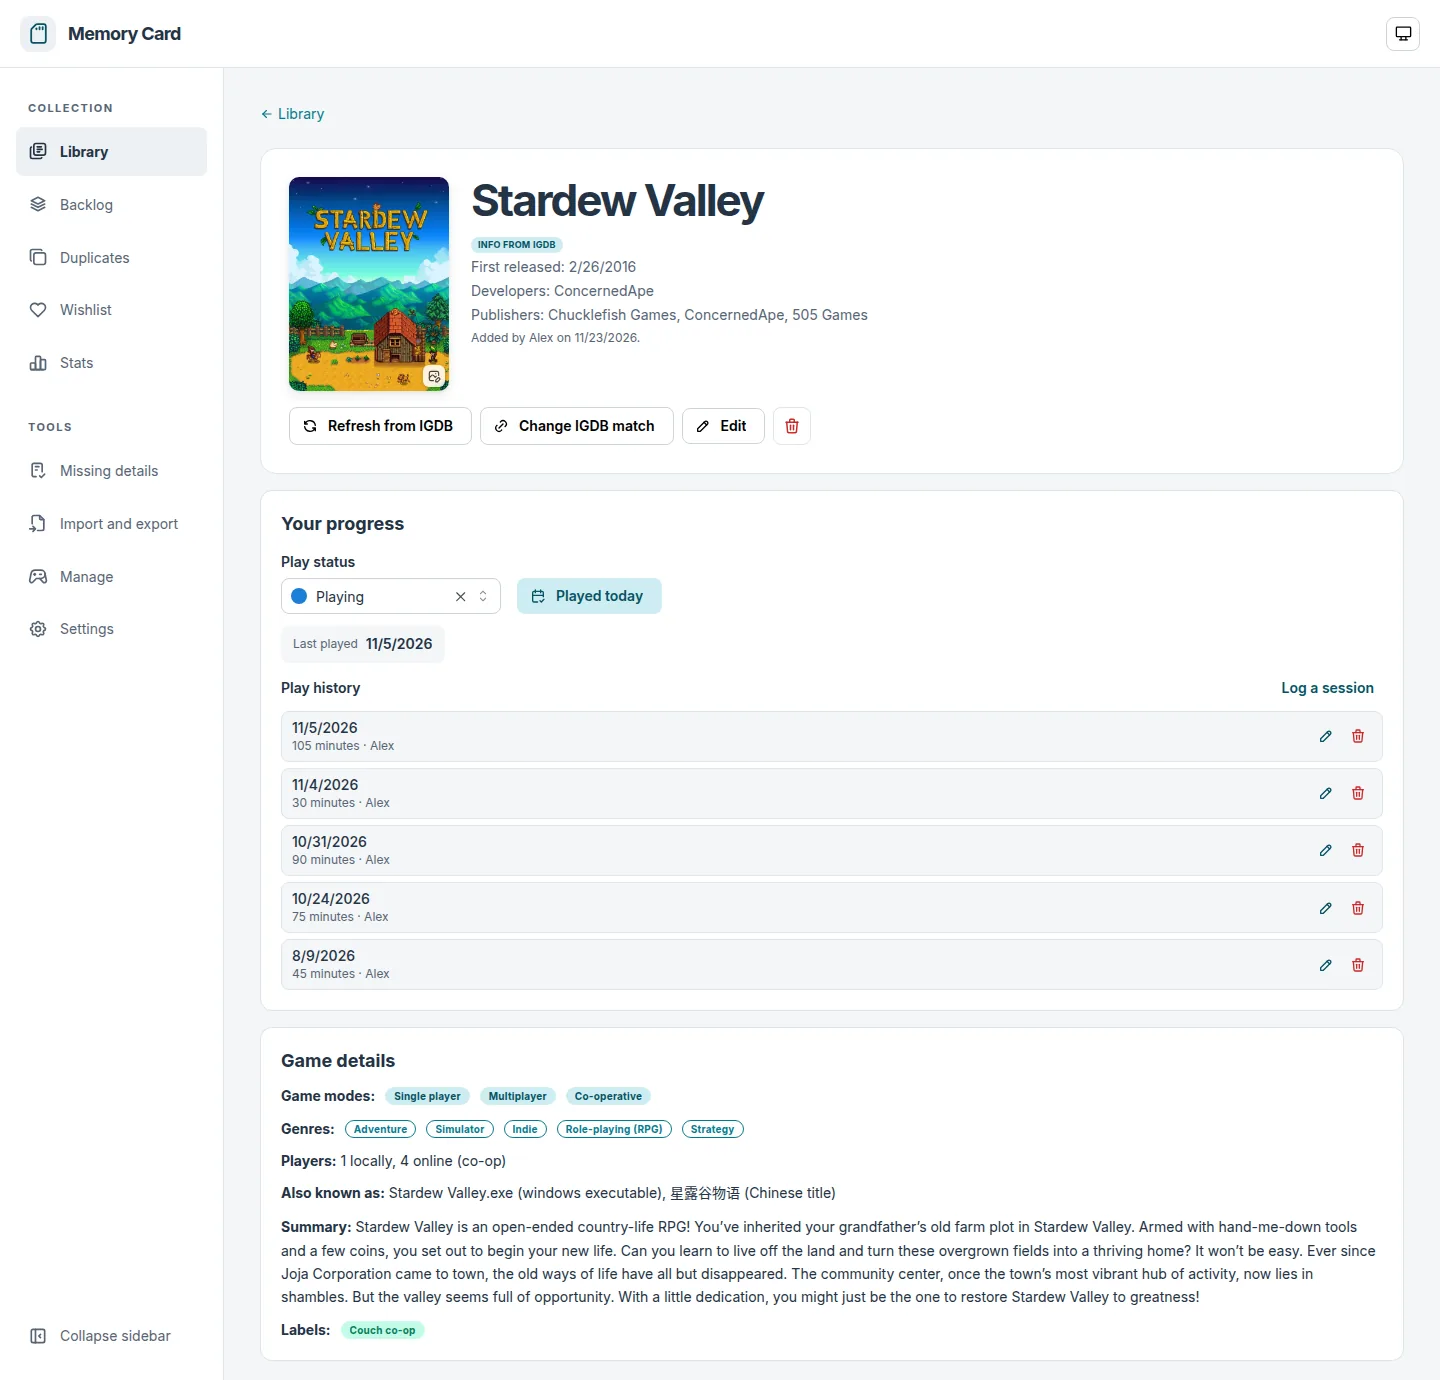 Memory Card
COLLECTION
Library
Backlog
Duplicates
Wishlist
Stats
TOOLS
Missing details
Import and export
Manage
Settings
Collapse sidebar
← Library
STARDEW
VALLEY
Stardew Valley
INFO FROM IGDB
First released: 2/26/2016
Developers: ConcernedApe
Publishers: Chucklefish Games, ConcernedApe, 505 Games
Added by Alex on 11/23/2026.
Refresh from IGDB
Change IGDB match
Edit
Your progress
Play status
Playing
Played today
Last played 11/5/2026
Play history
Log a session
11/5/2026
105 minutes · Alex
11/4/2026
30 minutes · Alex
10/31/2026
90 minutes · Alex
10/24/2026
75 minutes · Alex
8/9/2026
45 minutes · Alex
Game details
Game modes: Single player Multiplayer Co-operative
Genres: Adventure Simulator Indie Role-playing (RPG) Strategy
Players: 1 locally, 4 online (co-op)
Also known as: Stardew Valley.exe (windows executable), 星露谷物语 (Chinese title)
Summary: Stardew Valley is an open-ended country-life RPG! You’ve inherited your grandfather’s old farm plot in Stardew Valley. Armed with hand-me-down tools
and a few coins, you set out to begin your new life. Can you learn to live off the land and turn these overgrown fields into a thriving home? It won’t be easy. Ever since
Joja Corporation came to town, the old ways of life have all but disappeared. The community center, once the town’s most vibrant hub of activity, now lies in
shambles. But the valley seems full of opportunity. With a little dedication, you might just be the one to restore Stardew Valley to greatness!
Labels: Couch co-op